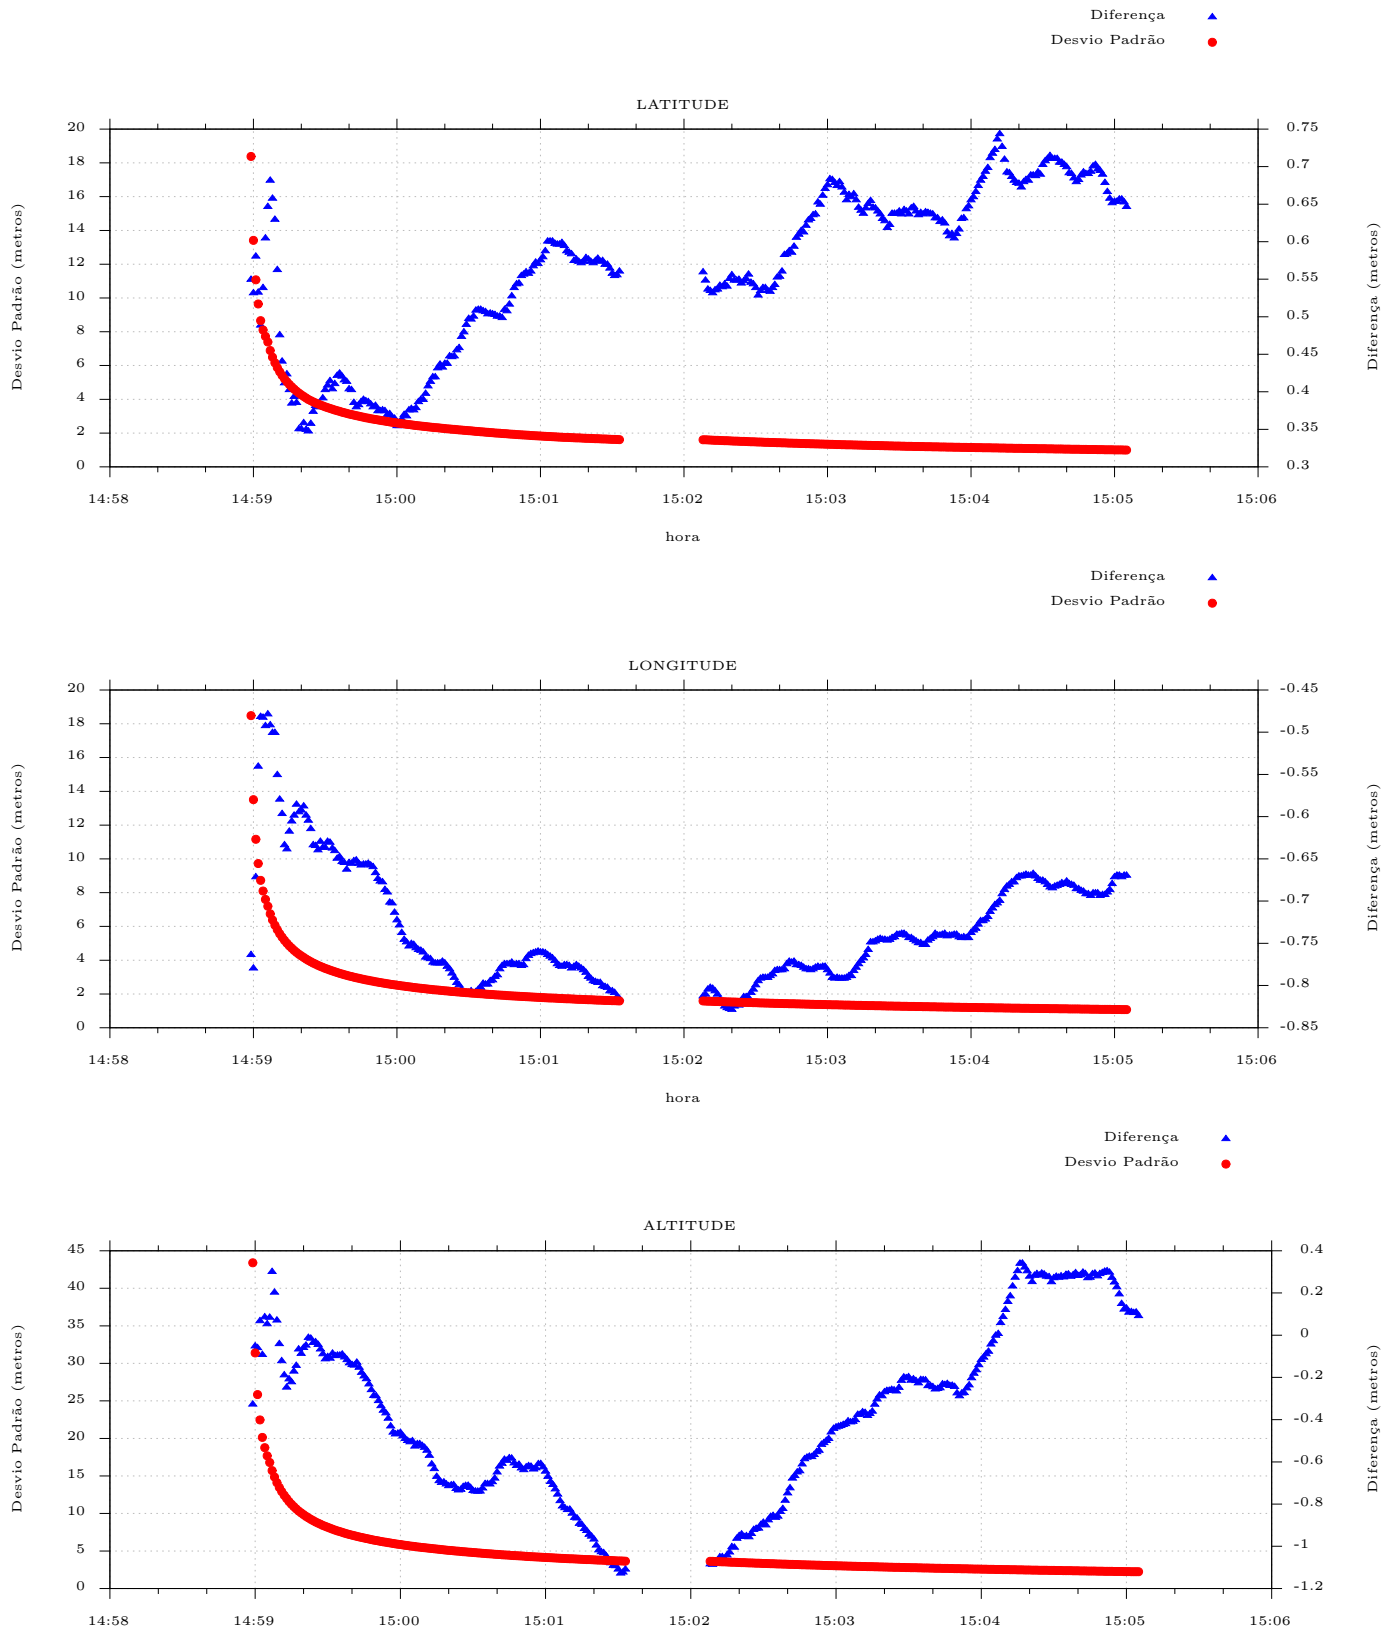 Diferença
Desvio Padrão
LATITUDE
20 0.75
18 0.7
16 0.65
14 0.6
12 0.55
10 0.5
8 0.45
6 0.4
4 0.35
2 0.3
0
Desvio Padrão (metros)
Diferença (metros)
14:58 14:59 15:00 15:01 15:02 15:03 15:04 15:05 15:06
hora
Diferença
Desvio Padrão
LONGITUDE
20 -0.45
18 -0.5
16 -0.55
14 -0.6
12 -0.65
10 -0.7
8 -0.75
6 -0.8
4 -0.85
2
0
Desvio Padrão (metros)
Diferença (metros)
14:58 14:59 15:00 15:01 15:02 15:03 15:04 15:05 15:06
hora
Diferença
Desvio Padrão
ALTITUDE
45 0.4
40 0.2
35 0
30 -0.2
25 -0.4
20 -0.6
15 -0.8
10 -1
5 -1.2
0
Desvio Padrão (metros)
Diferença (metros)
14:58 14:59 15:00 15:01 15:02 15:03 15:04 15:05 15:06